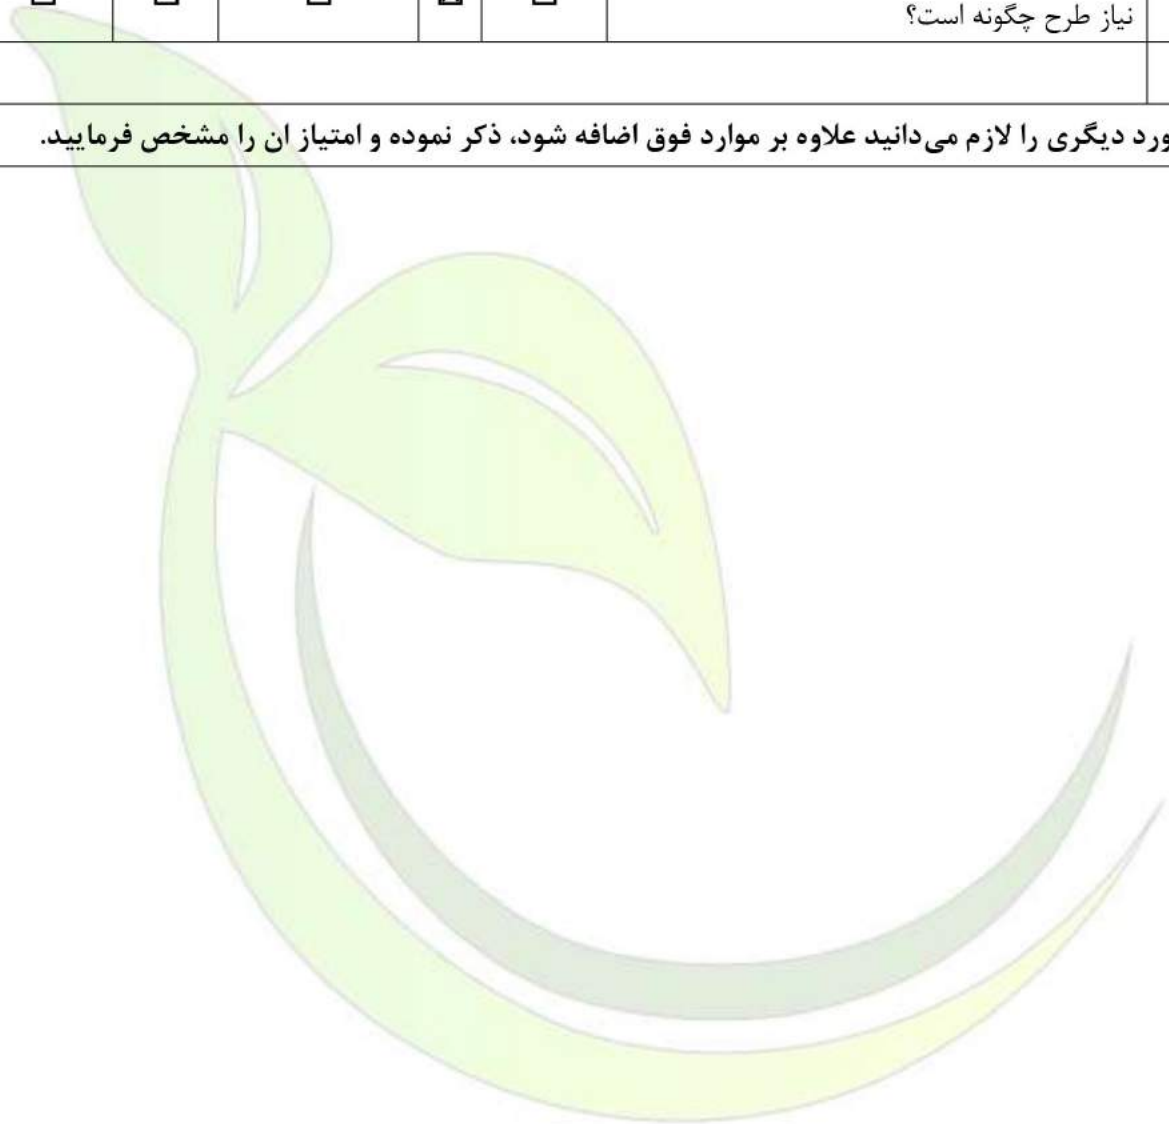 نیاز طرح چگونه است؟
دیگری را لازم می‌دانید علاوه بر موارد فوق اضافه شود، ذکر نموده و امتیاز ان را مشخص فرمایید.